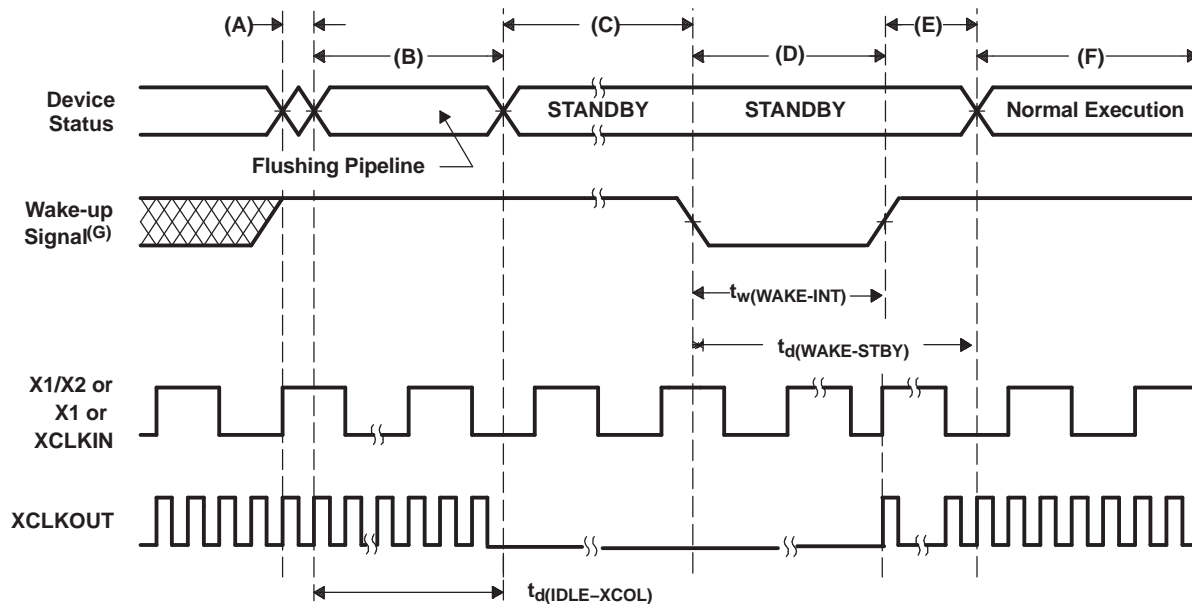 (A)
(C)
(E)
(B)
(D)
(F)
Device
Status
STANDBY
STANDBY
Normal Execution
Flushing Pipeline
Wake-up
Signal(G)
tw(WAKE-INT)
td(WAKE-STBY)
X1/X2 or
X1 or
XCLKIN
XCLKOUT
td(IDLE–XCOL)